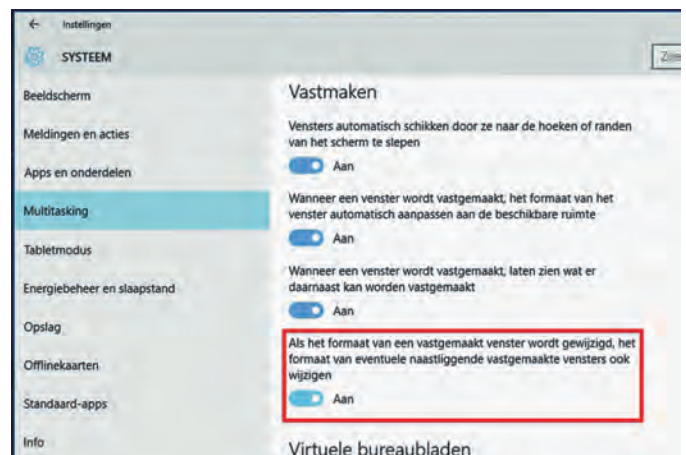 Instellingen
SYSTEEM
Beeldscherm
Meldingen en acties
Apps en onderdelen
Multitasking
Tabletmodus
Energiebeheer en slaapstand
Opslag
Offlinekaarten
Standaard-apps
Info
Vastmaken
Vensters automatisch schikken door ze naar de hoeken of randen
van het scherm te slepen
Aan
Wanneer een venster wordt vastgemaakt, het formaat van het
venster automatisch aanpassen aan de beschikbare ruimte
Aan
Wanneer een venster wordt vastgemaakt, laten zien wat er
daarnaast kan worden vastgemaakt
Aan
Als het formaat van een vastgemaakt venster wordt gewijzigd, het
formaat van eventuele naastliggende vastgemaakte vensters ook
wijzigen
Aan
Virtuele bureaubladen